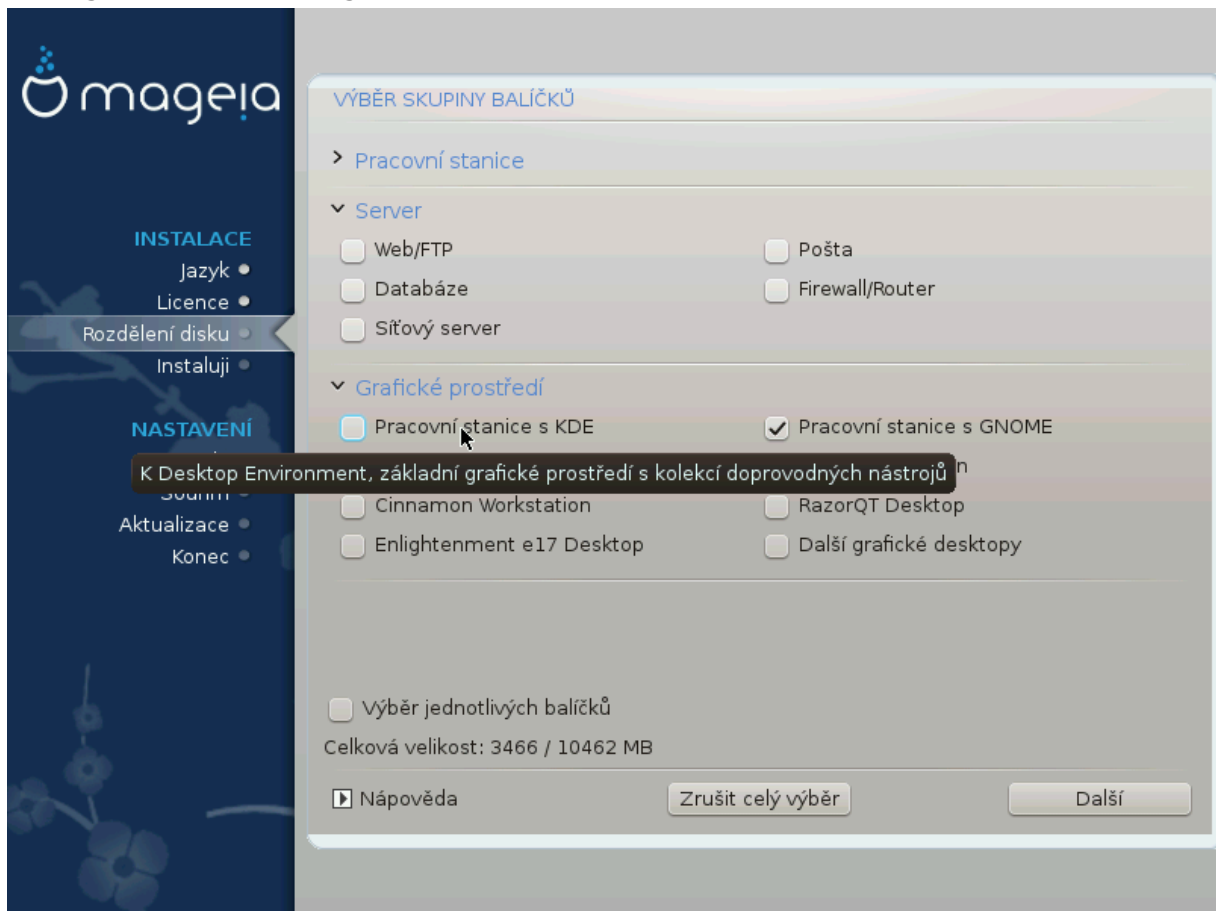 mageia
VÝBĚR SKUPINY BALÍČKŮ
Pracovní stanice
Server
Web/FTP
Pošta
Databáze
Firewall/Router
Síťový server
Grafické prostředí
Pracovní stanice s KDE
Pracovní stanice s GNOME
K Desktop Environment, základní grafické prostředí s kolekcí doprovodných nástrojů
Cinnamon Workstation
RazorQT Desktop
Enlightenment e17 Desktop
Další grafické desktopy
Výběr jednotlivých balíčků
Celková velikost: 3466 / 10462 MB
Nápověda
Zrušit celý výběr
Další
INSTALACE
Jazyk
Licence
Rozdělení disku
Instaluji
NASTAVENÍ
Aktualizace
Konec